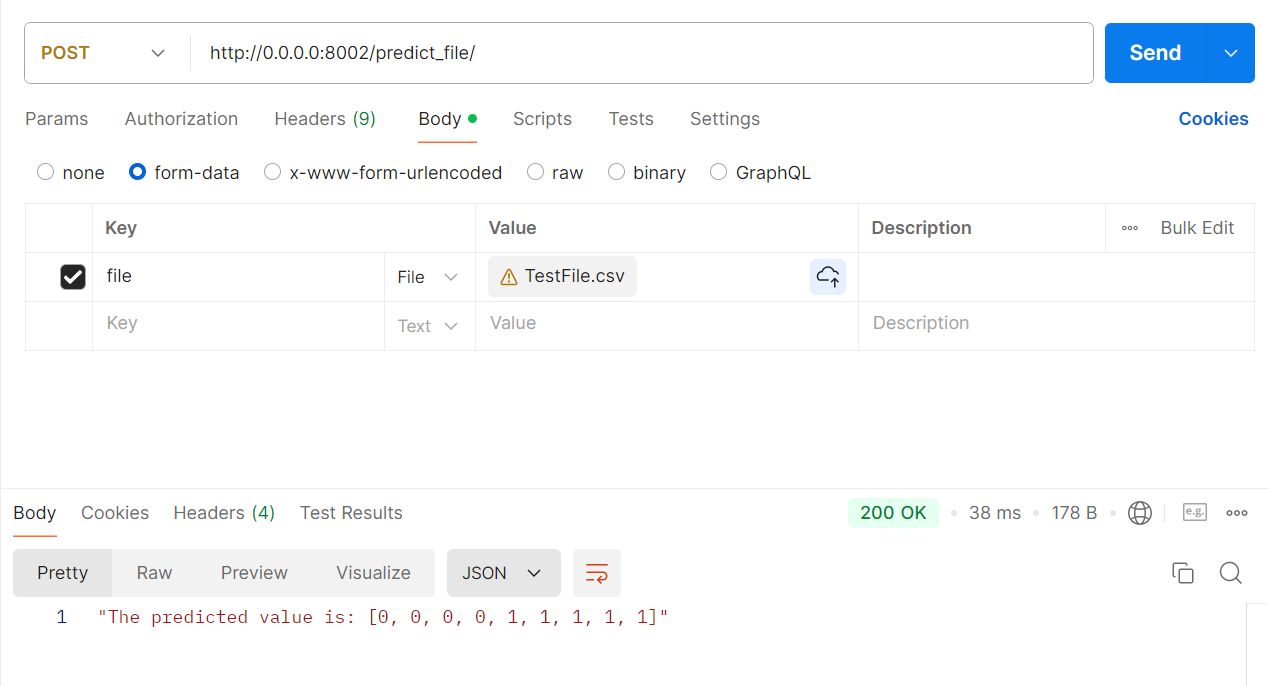 POST http://0.0.0.0:8002/predict_file/ Send
Params Authorization Headers (9) Body Scripts Tests Settings Cookies
none form-data x-www-form-urlencoded raw binary GraphQL
Key Value Description Bulk Edit
file File TestFile.csv
Key Text Value Description
Body Cookies Headers (4) Test Results 200 OK 38 ms 178 B e.g.
Pretty Raw Preview Visualize JSON
1 "The predicted value is: [0, 0, 0, 0, 1, 1, 1, 1, 1]"